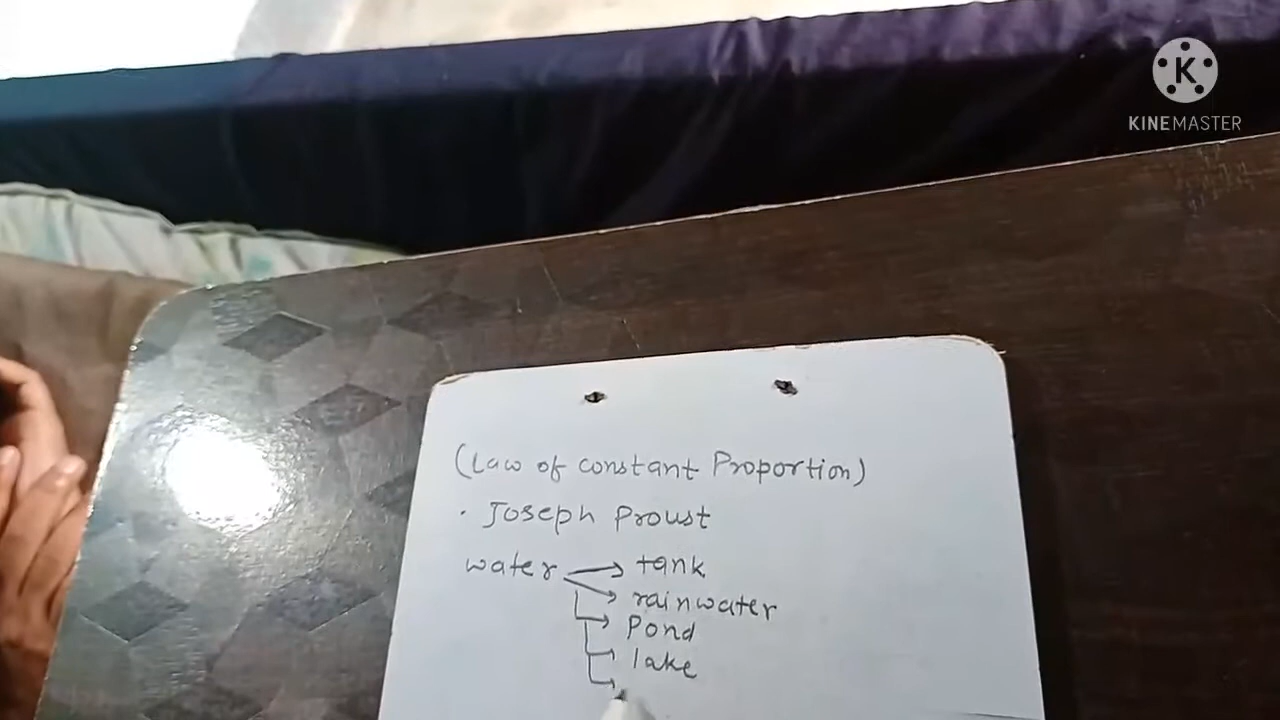 KINEMASTER
(Law of constant Proportion)
· Joseph Proust
water → tank
→ rainwater
→ Pond
→ lake